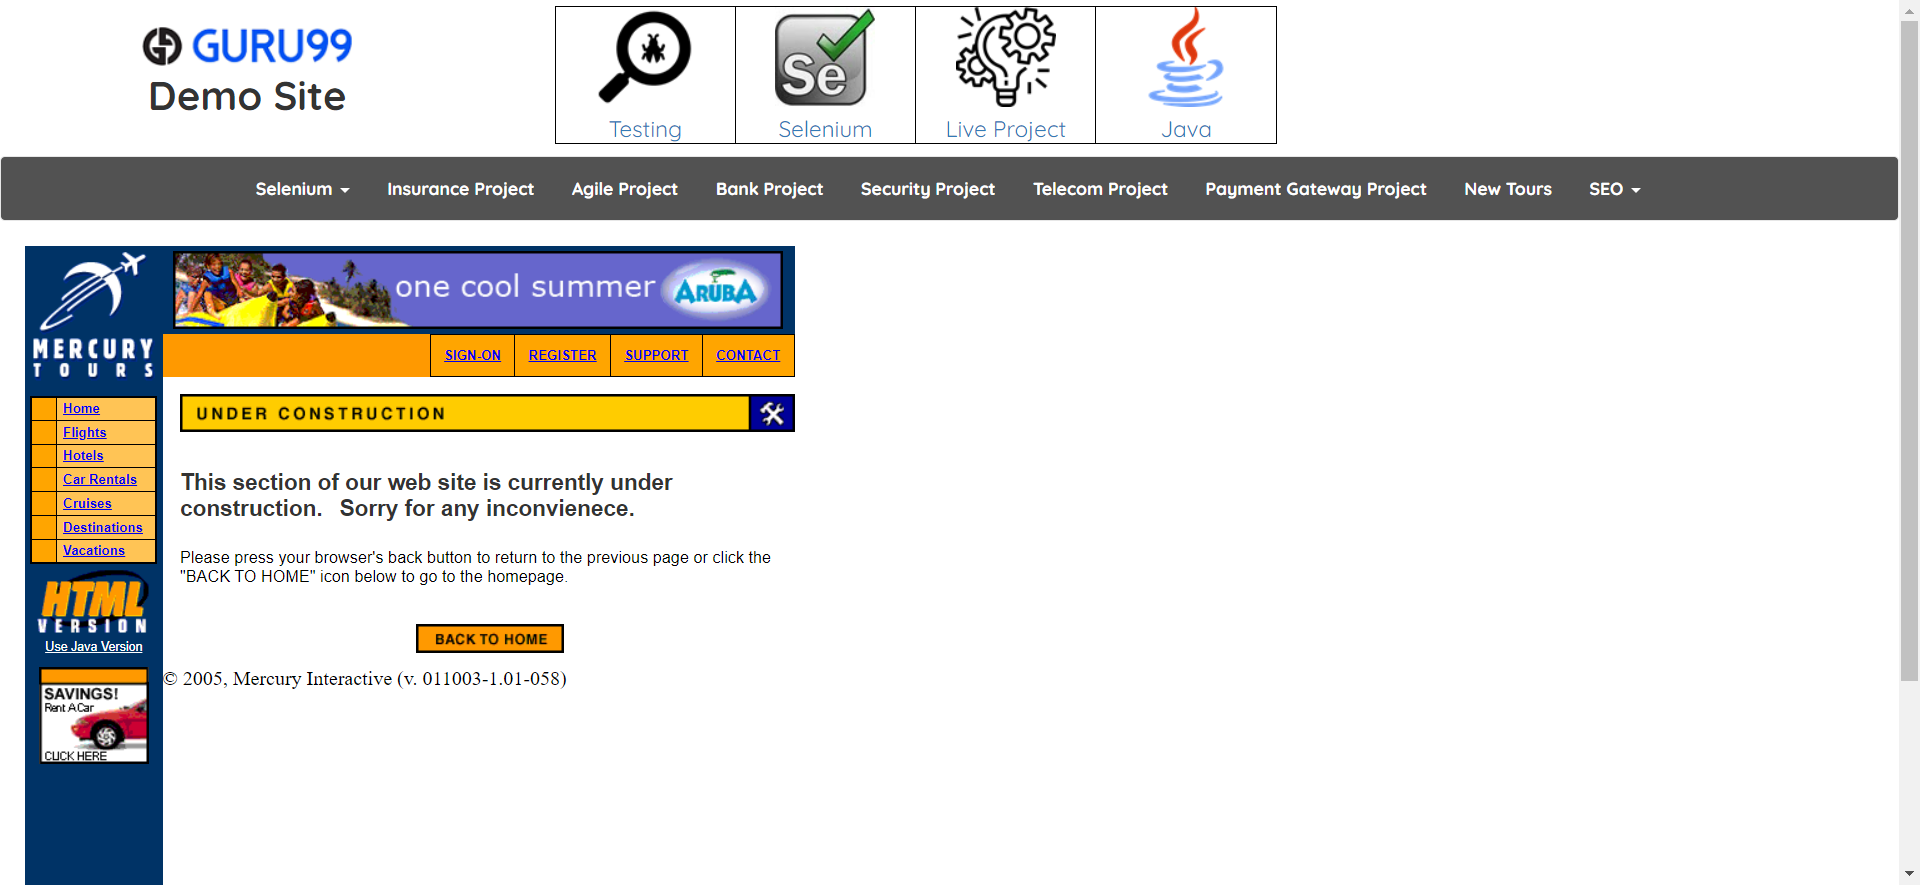 GURU99
Demo Site
Testing
Se
Selenium
Live Project
Java
Selenium
Insurance Project
Agile Project
Bank Project
Security Project
Telecom Project
Payment Gateway Project
New Tours
SEO
MERCURY
TOURS
one cool summer
ARUBA
SIGN-ON
REGISTER
SUPPORT
CONTACT
Home
Flights
Hotels
Car Rentals
Cruises
Destinations
Vacations
HTML
VERSION
Use Java Version
SAVINGS!
Rent A Car
CLICK HERE
UNDER CONSTRUCTION
This section of our web site is currently under
construction. Sorry for any inconvienece.
Please press your browser's back button to return to the previous page or click the
"BACK TO HOME" icon below to go to the homepage.
BACK TO HOME
© 2005, Mercury Interactive (v. 011003-1.01-058)